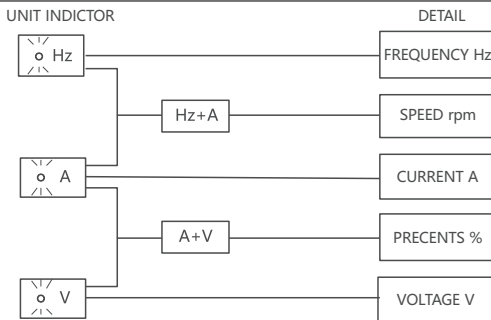 UNIT INDICTOR DETAIL
Hz FREQUENCY Hz
Hz+A SPEED rpm
A CURRENT A
A+V PRECENTS %
V VOLTAGE V